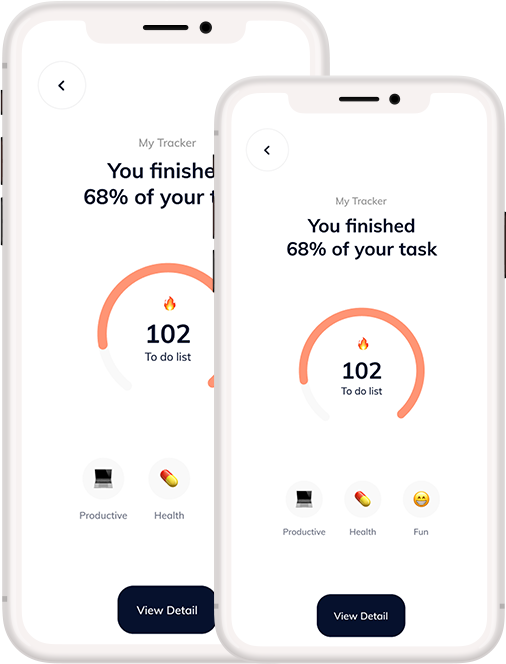 My Tracker
You finishe
68% of your
102
To do list
Productive
Health
View Detail
My Tracker
You finished
68% of your task
102
To do list
Productive
Health
Fun
View Detail